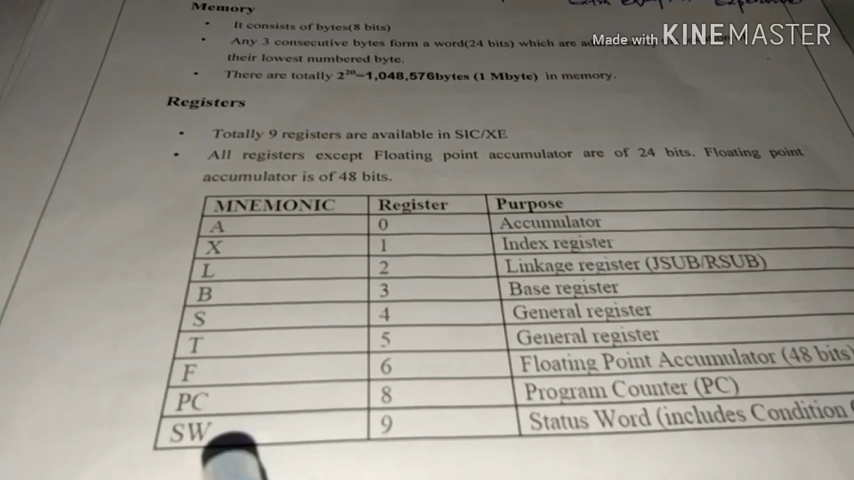 Memory
Made with KINEMASTER
• It consists of bytes(8 bits)
• Any 3 consecutive bytes form a word(24 bits) which are
their lowest numbered byte.
• There are totally 2²⁰=1,048,576bytes (1 Mbyte) in memory.
Registers
• Totally 9 registers are available in SIC/XE
• All registers except Floating point accumulator are of 24 bits. Floating point
accumulator is of 48 bits.
MNEMONIC Register Purpose
A 0 Accumulator
X 1 Index register
L 2 Linkage register (JSUB/RSUB)
B 3 Base register
S 4 General register
T 5 General register
F 6 Floating Point Accumulator (48 bits)
PC 8 Program Counter (PC)
SW 9 Status Word (includes Condition